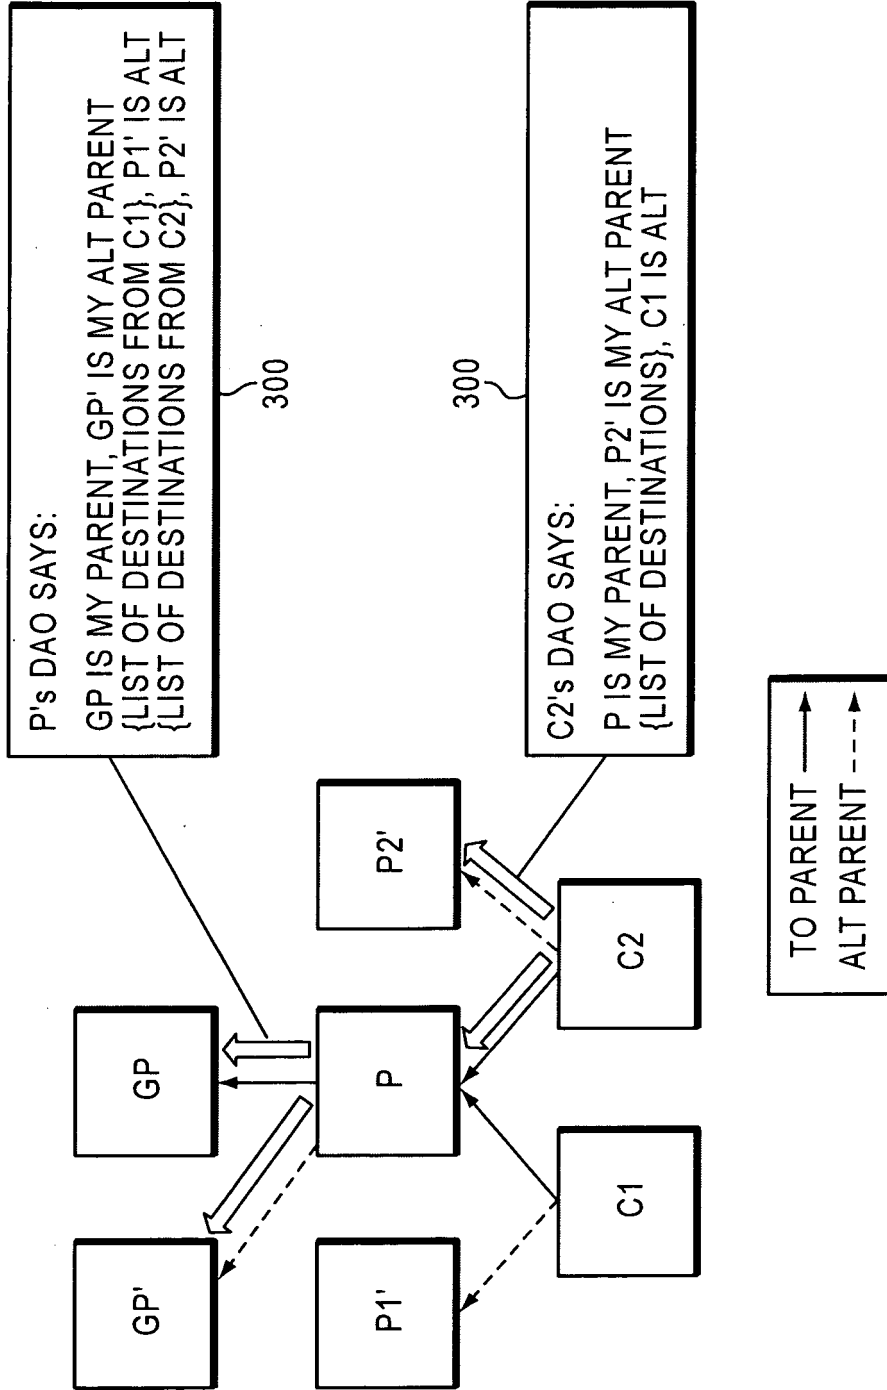 P's DAO SAYS:
GP IS MY PARENT, GP' IS MY ALT PARENT
{LIST OF DESTINATIONS FROM C1}, P1' IS ALT
{LIST OF DESTINATIONS FROM C2}, P2' IS ALT
300
GP'
GP
P1'
P
P2'
C1
C2
300
C2's DAO SAYS:
P IS MY PARENT, P2' IS MY ALT PARENT
{LIST OF DESTINATIONS}, C1 IS ALT
TO PARENT
ALT PARENT